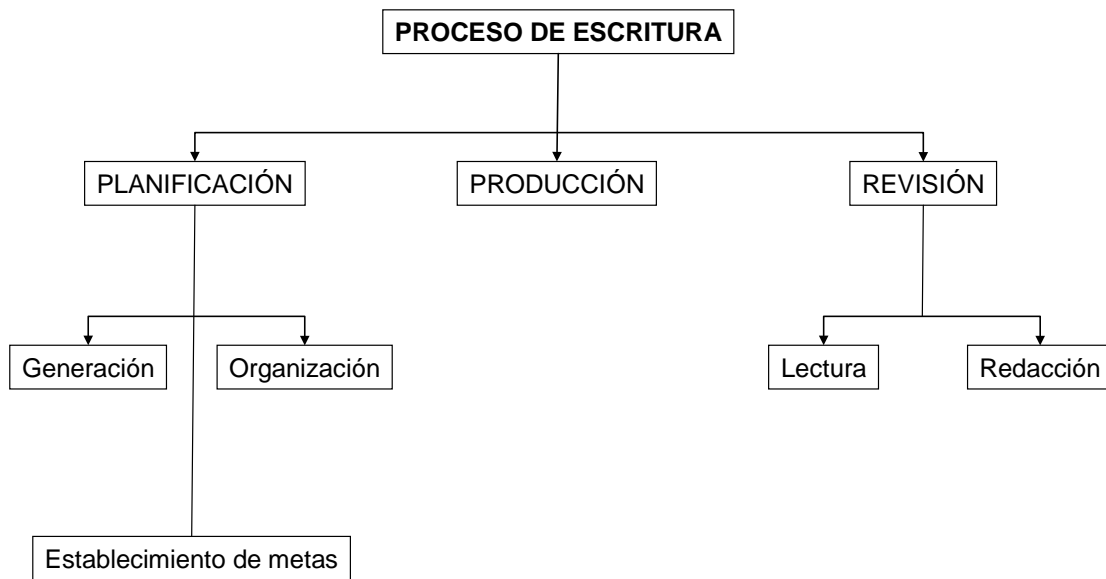 PROCESO DE ESCRITURA
PLANIFICACIÓN
PRODUCCIÓN
REVISIÓN
Generación
Organización
Lectura
Redacción
Establecimiento de metas